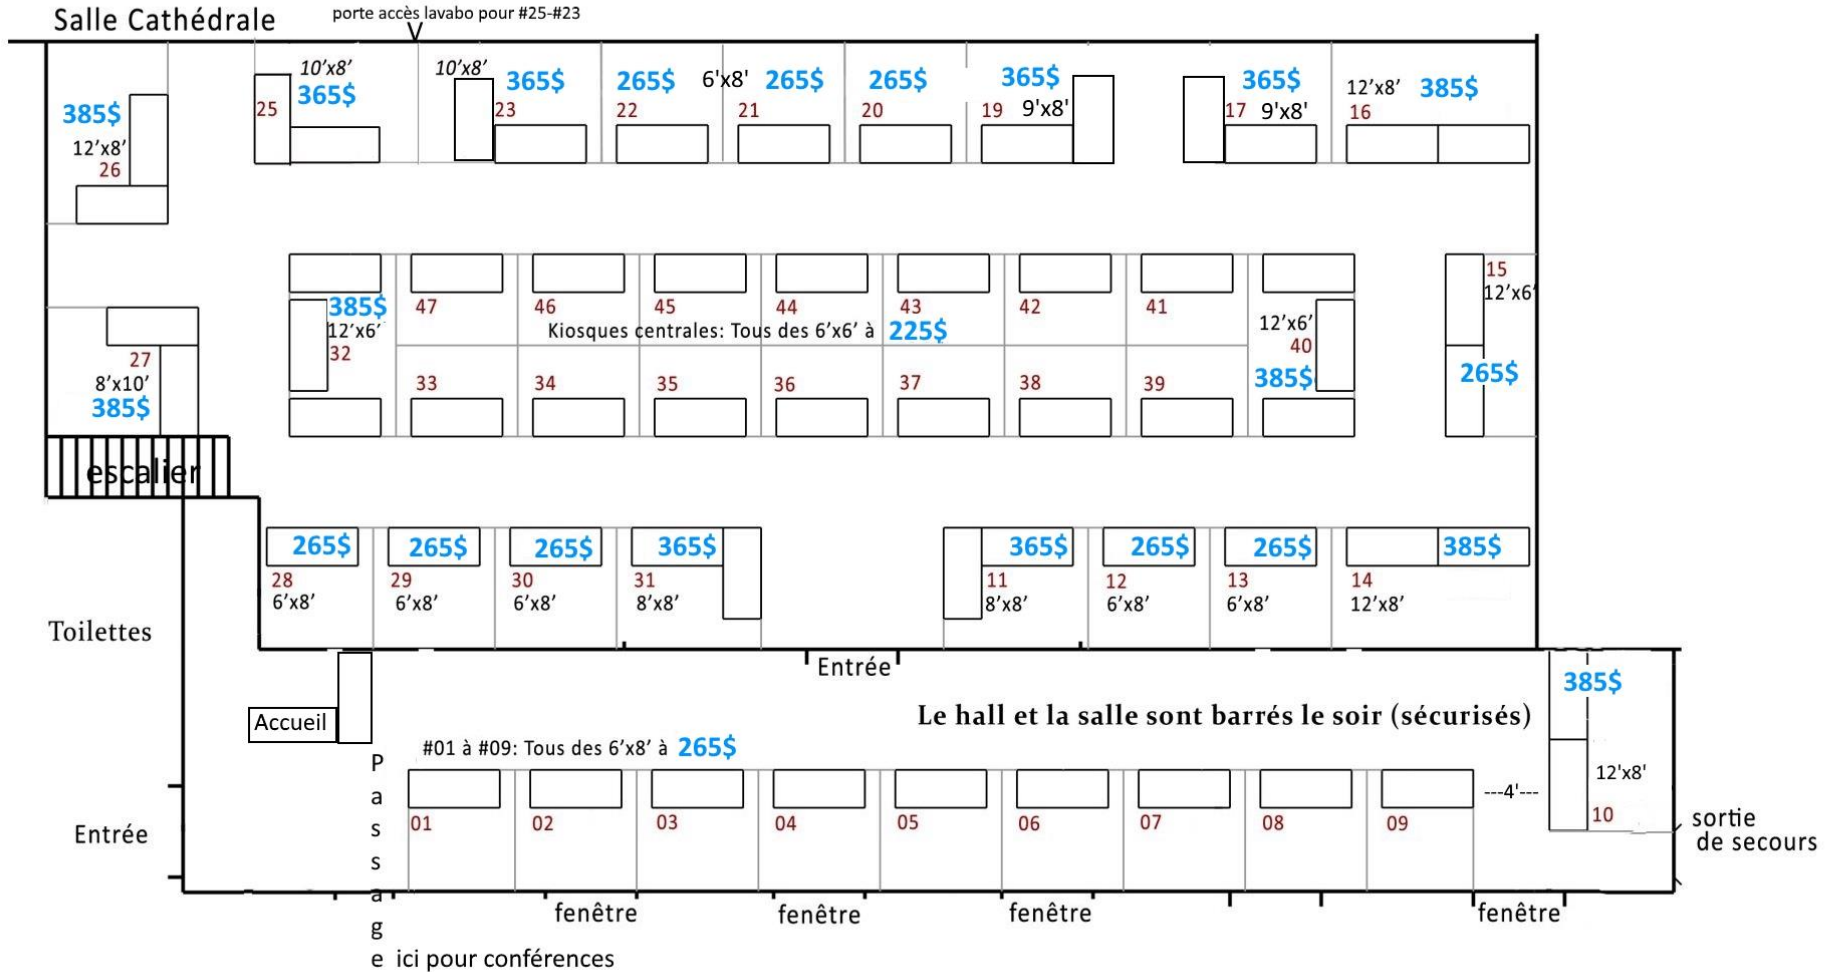 Salle Cathédrale
porte accès lavabo pour #25-#23
V
385$
12'x8'
26
25
10'x8'
365$
10'x8'
365$
23
265$
22
6'x8'
265$
21
265$
20
365$
19
9'x8'
365$
17
9'x8'
12'x8'
385$
16
27
8'x10'
385$
escalier
385$
12'x6'
32
47
46
45
44
43
42
41
Kiosques centrales: Tous des 6'x6' à 225$
33
34
35
36
37
38
39
12'x6'
40
385$
15
12'x6'
265$
265$
28
6'x8'
265$
29
6'x8'
265$
30
6'x8'
365$
31
8'x8'
365$
11
8'x8'
265$
12
6'x8'
265$
13
6'x8'
385$
14
12'x8'
Toilettes
Entrée
Accueil
Le hall et la salle sont barrés le soir (sécurisés)
385$
#01 à #09: Tous des 6'x8' à 265$
---4'---
12'x8'
10
01
02
03
04
05
06
07
08
09
Entrée
sortie
de secours
Passage ici pour conférences
fenêtre
fenêtre
fenêtre
fenêtre